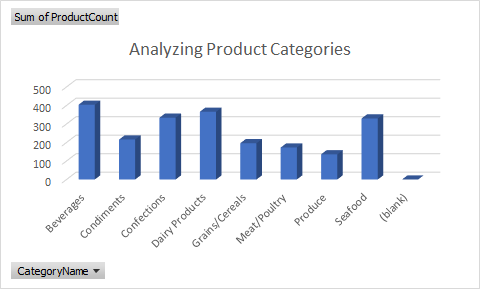 Sum of ProductCount
Analyzing Product Categories
500
400
300
200
100
0
Beverages
Condiments
Confections
Dairy Products
Grains/Cereals
Meat/Poultry
Produce
Seafood
(blank)
CategoryName